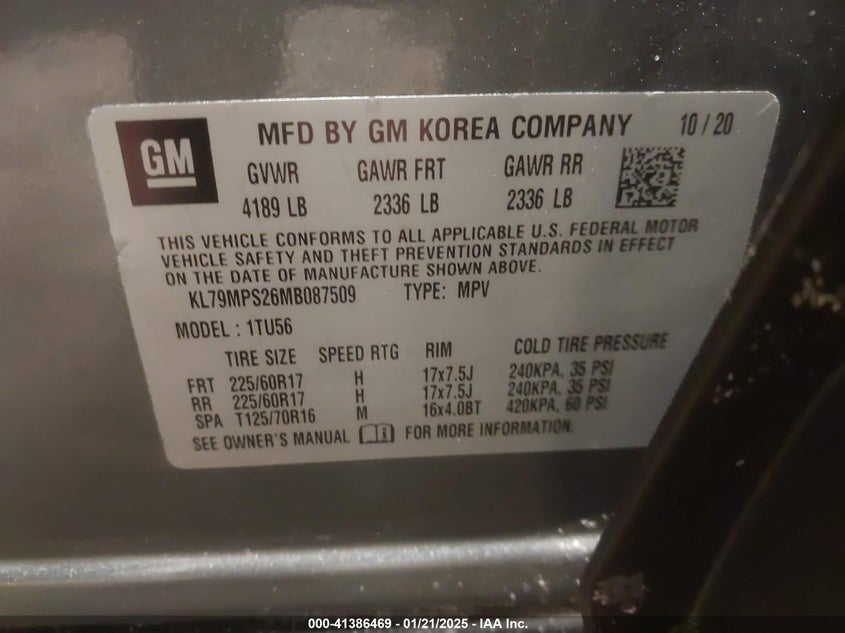 GM
MFD BY GM KOREA COMPANY 10 / 20
GVWR GAWR FRT GAWR RR
4189 LB 2336 LB 2336 LB
THIS VEHICLE CONFORMS TO ALL APPLICABLE U.S. FEDERAL MOTOR
VEHICLE SAFETY AND THEFT PREVENTION STANDARDS IN EFFECT
ON THE DATE OF MANUFACTURE SHOWN ABOVE.
KL79MPS26MB087509 TYPE: MPV
MODEL : 1TU56
TIRE SIZE SPEED RTG RIM COLD TIRE PRESSURE
FRT 225/60R17 H 17x7.5J 240KPA, 35 PSI
RR 225/60R17 H 17x7.5J 240KPA, 35 PSI
SPA T125/70R16 M 16x4.0BT 420KPA, 60 PSI
SEE OWNER'S MANUAL FOR MORE INFORMATION.
000-41386469 - 01/21/2025 - IAA Inc.